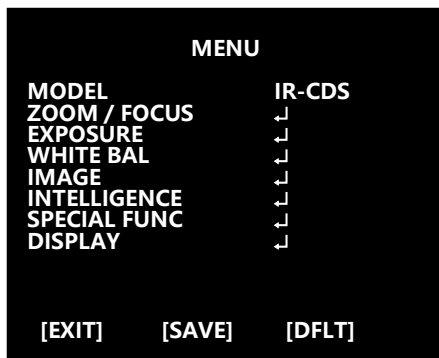 MENU
MODEL IR-CDS
ZOOM / FOCUS ↵
EXPOSURE ↵
WHITE BAL ↵
IMAGE ↵
INTELLIGENCE ↵
SPECIAL FUNC ↵
DISPLAY ↵
[EXIT] [SAVE] [DFLT]